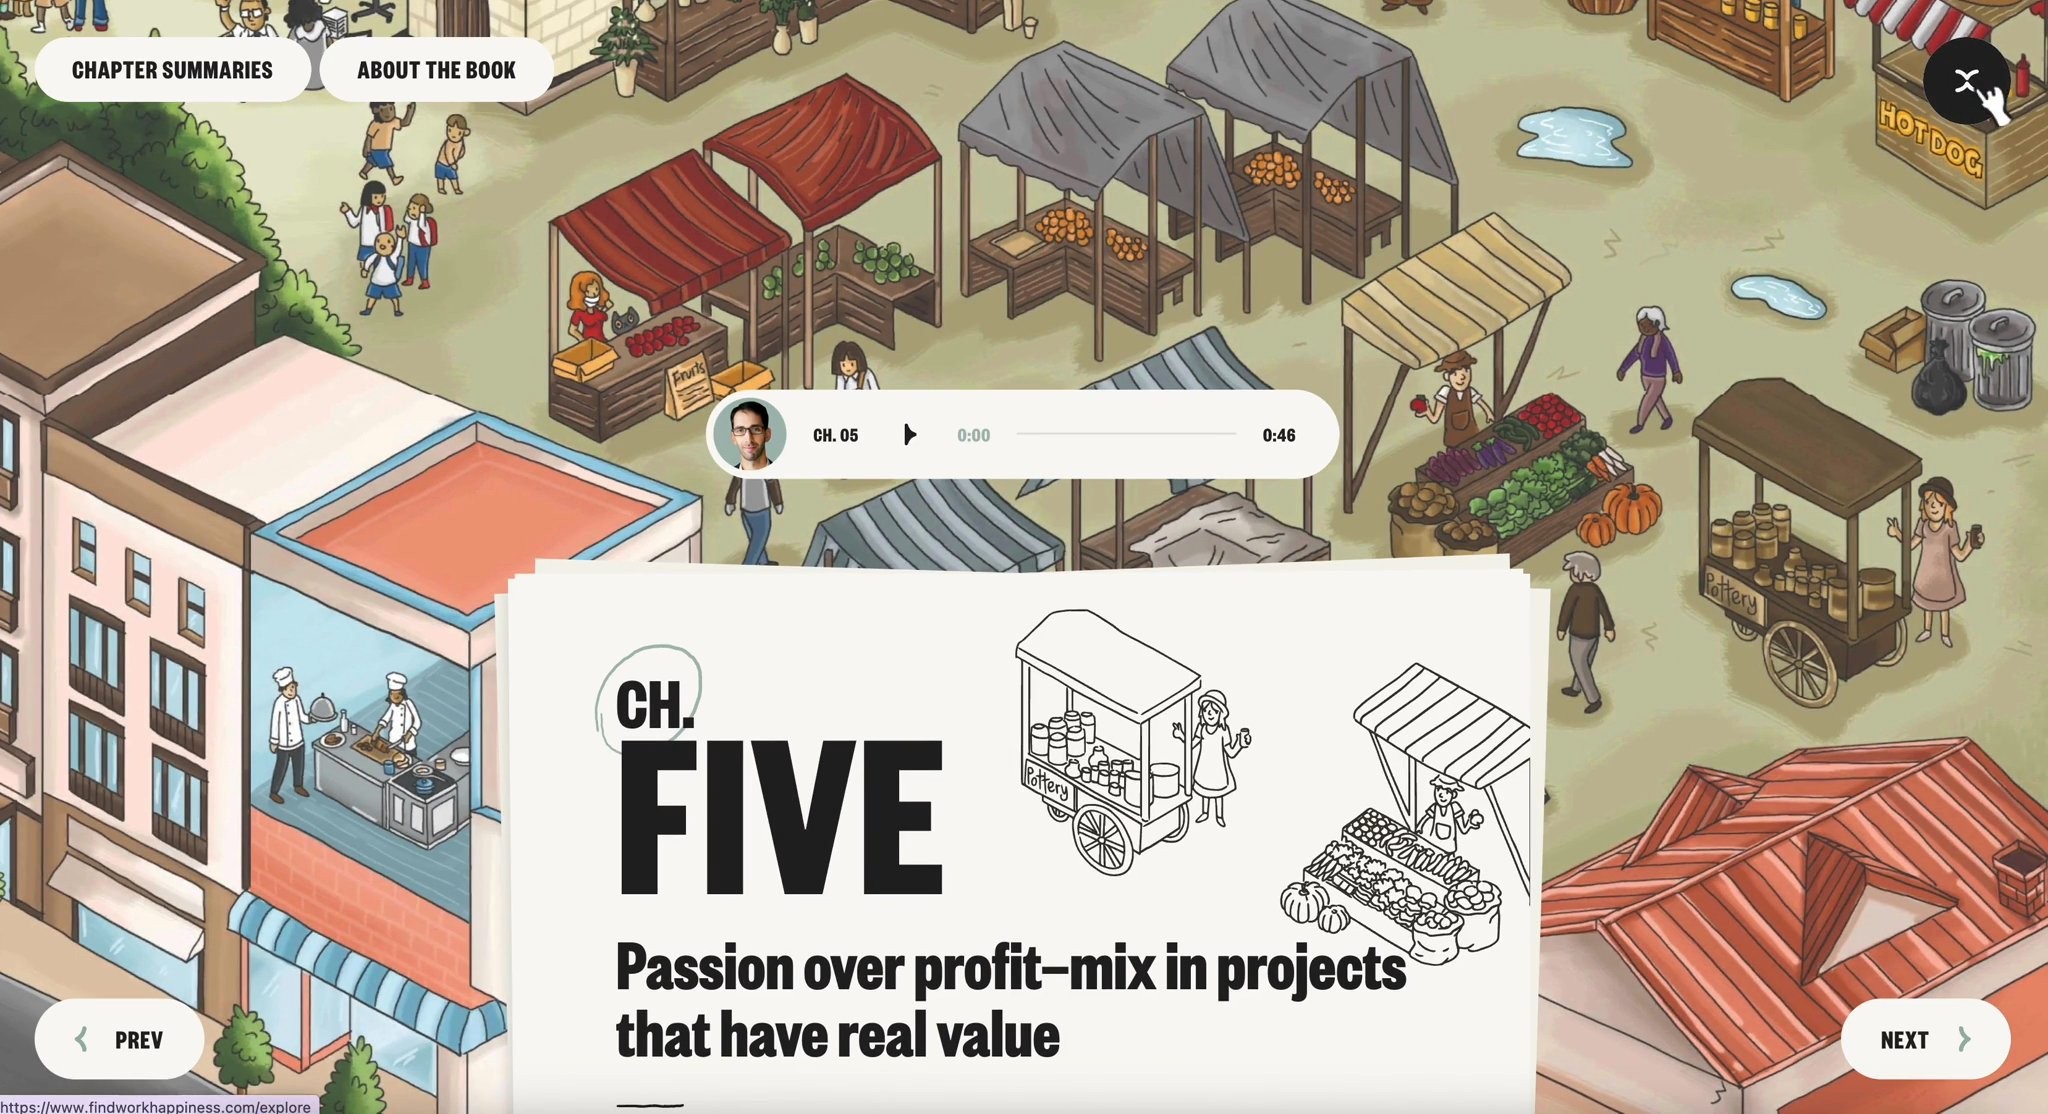 CHAPTER SUMMARIES
ABOUT THE BOOK
HOT DOG
Fruits
CH. 05
0:00
0:46
Pottery
CH.
FIVE
Pottery
Passion over profit–mix in projects
that have real value
PREV
NEXT
https://www.findworkhappiness.com/explore